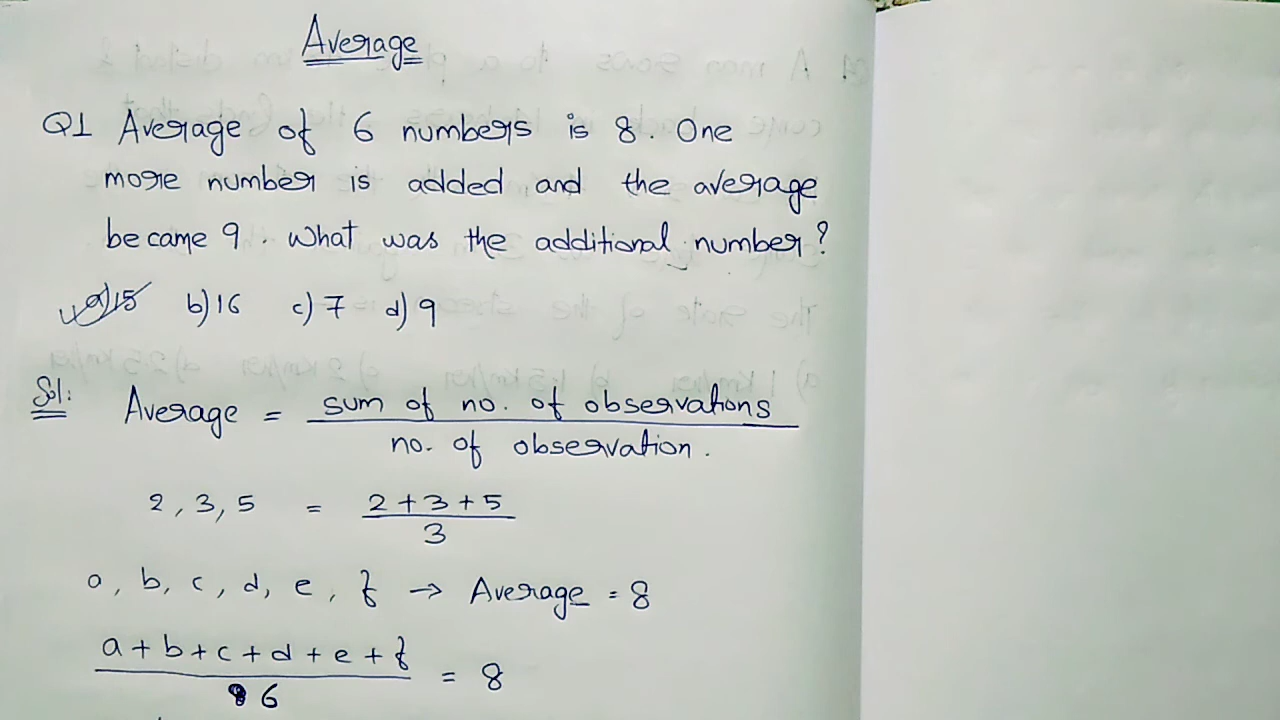 Average
Q1 Average of 6 numbers is 8. One
more number is added and the average
became 9. What was the additional number?
a) 15 b) 16 c) 7 d) 9
Sol:
Average = sum of no. of observations
no. of observation.
2, 3, 5 = 2+3+5
3
a, b, c, d, e, f → Average = 8
a+b+c+d+e+f = 8
6